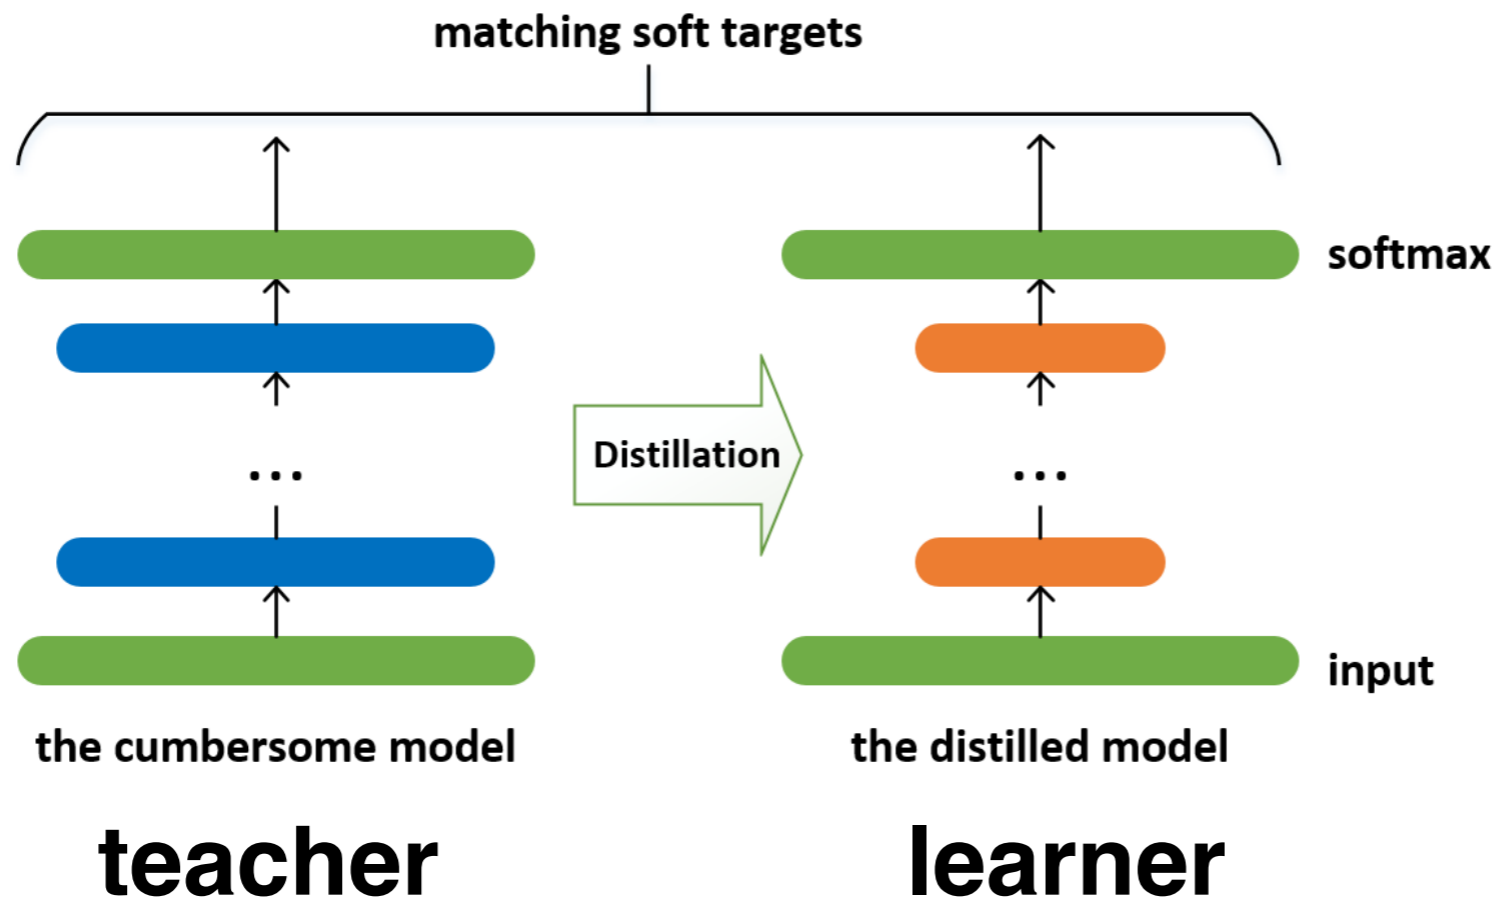 matching soft targets
softmax
...
Distillation
...
input
the cumbersome model
the distilled model
teacher
learner